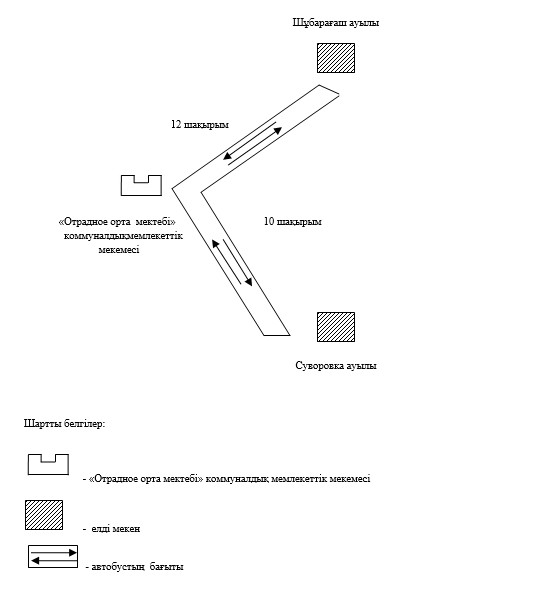 Шұбарағаш ауылы
12 шақырым
«Отрадное орта мектебі»
коммуналдықмемлекеттік
мекемесі
10 шақырым
Суворовка ауылы
Шартты белгілер:
- «Отрадное орта мектебі» коммуналдық мемлекеттік мекемесі
- елді мекен
- автобустың бағыты